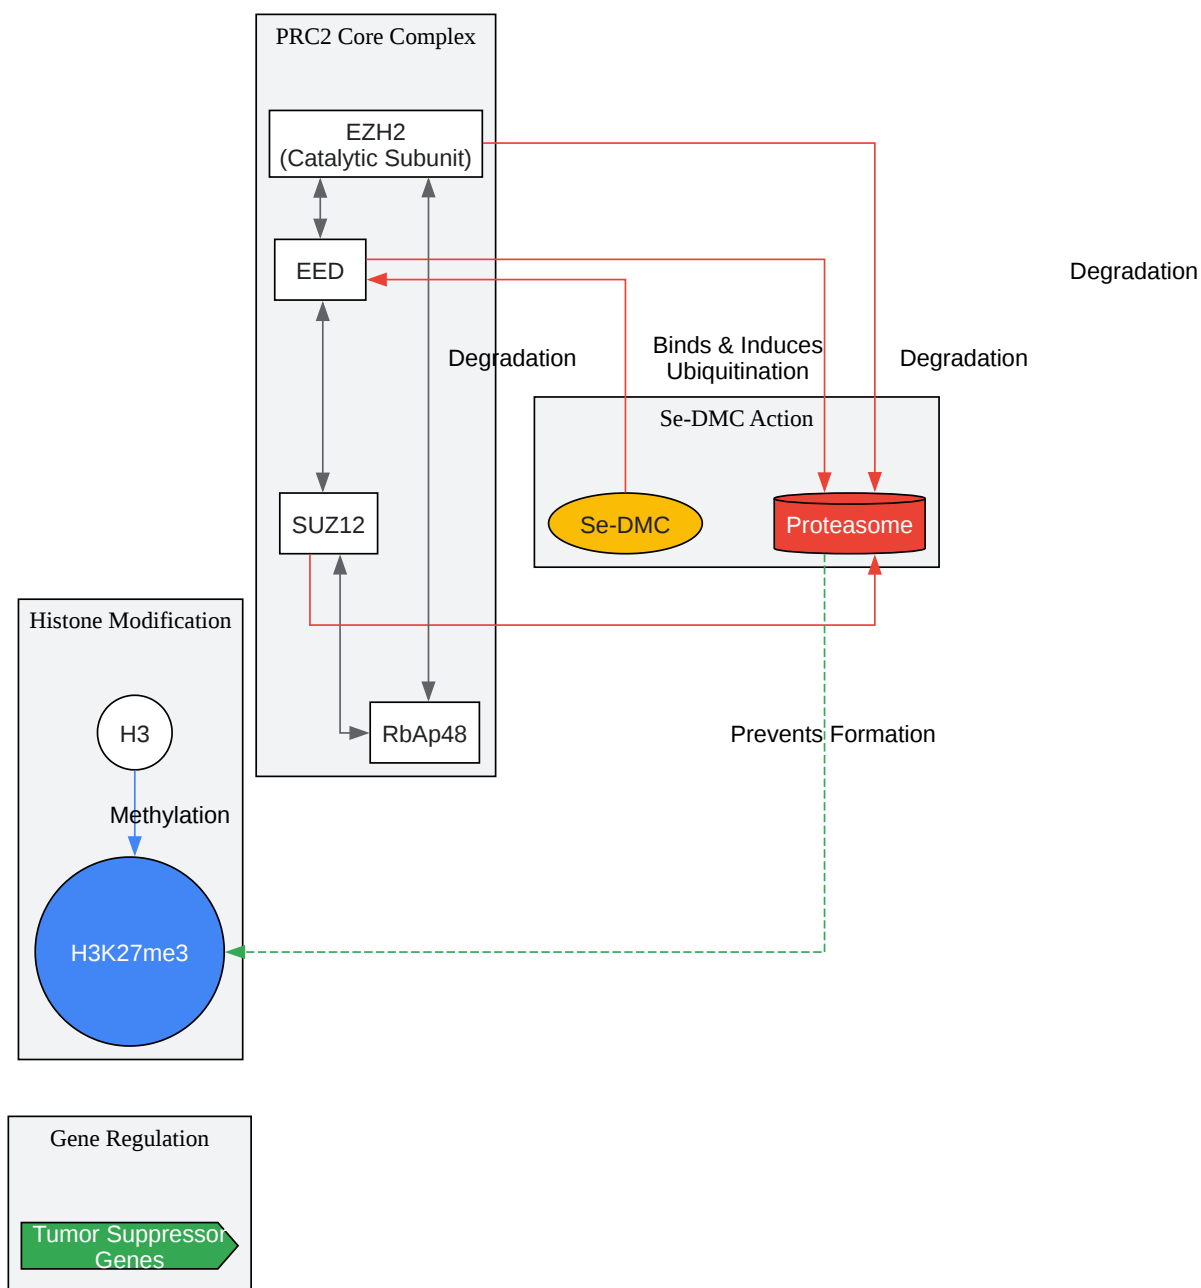 PRC2 Core Complex
EZH2
(Catalytic Subunit)
EED
Degradation
Degradation
Binds & Induces
Ubiquitination
Degradation
Se-DMC Action
SUZ12
Se-DMC
Proteasome
Histone Modification
H3
RbAp48
Prevents Formation
Methylation
H3K27me3
Gene Regulation
Tumor Suppressor
Genes